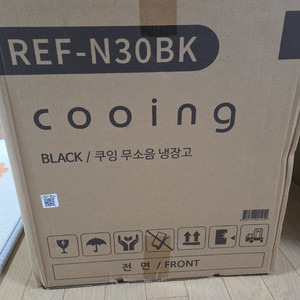 REF-N30BK
cooing
BLACK / 쿠잉 무소음 냉장고
전 면 / FRONT